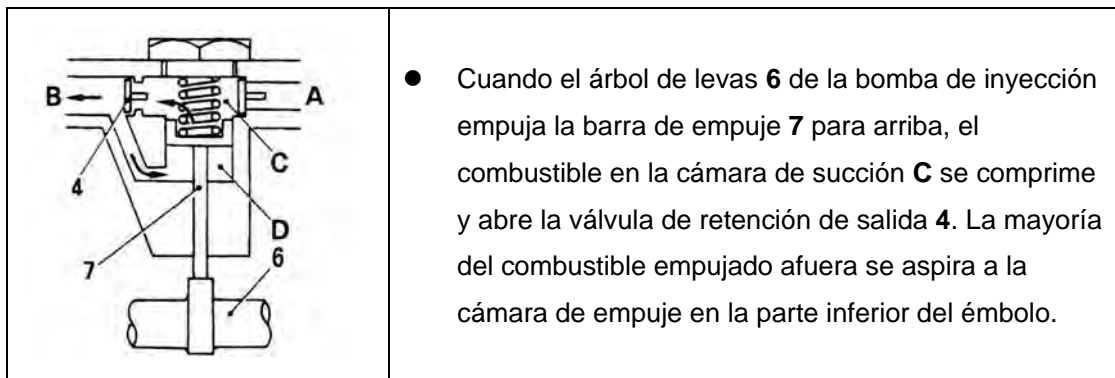 B
A
C
4
D
7
6
● Cuando el árbol de levas 6 de la bomba de inyección
empuja la barra de empuje 7 para arriba, el
combustible en la cámara de succión C se comprime
y abre la válvula de retención de salida 4. La mayoría
del combustible empujado afuera se aspira a la
cámara de empuje en la parte inferior del émbolo.